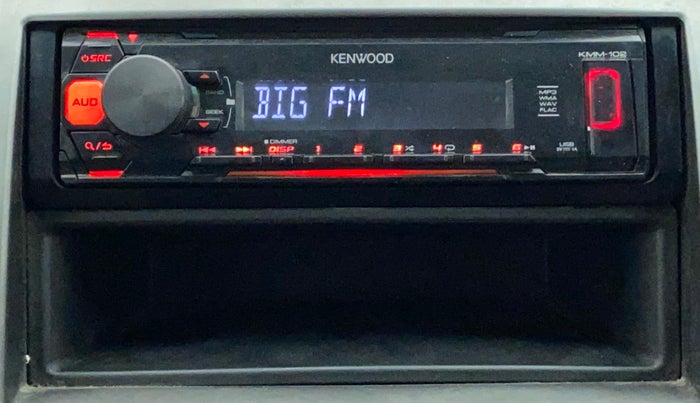 KENWOOD
KMM-102
SRC
AUD
BAND
SEEK
BIG FM
MP3
WMA
WAV
FLAC
DIMMER
DISP 1 2 3 4 5 6
USB